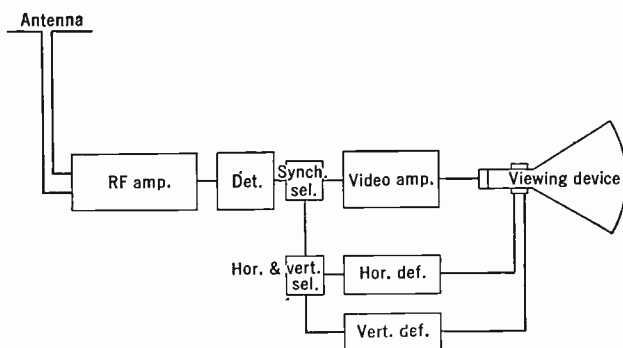 Antenna
RF amp.
Det.
Synch.
sel.
Video amp.
Viewing device
Hor. & vert.
sel.
Hor. def.
Vert. def.